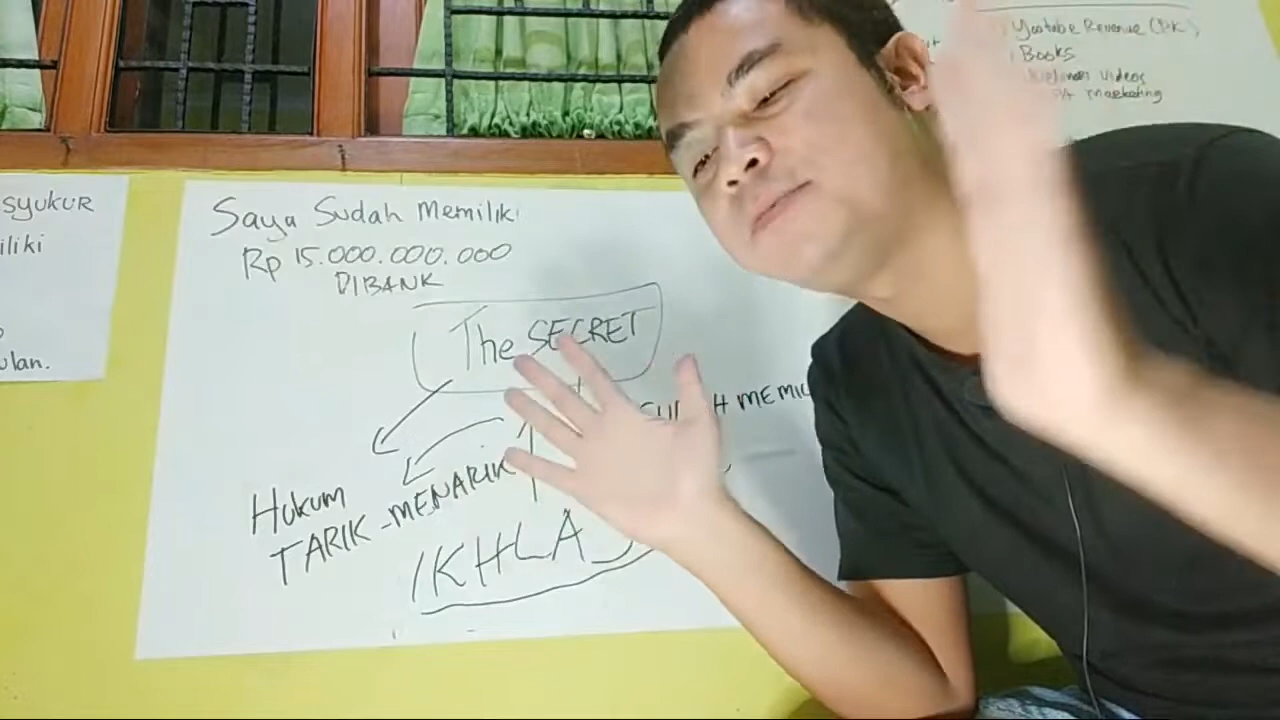 SYUKUR
iliki
ulan.
Saya Sudah Memiliki
Rp 15.000.000.000
DIBANK
The SECRET
Hukum
TARIK-MENARIK
IKHLAS
Youtube Revenue
Books
Videos
marketing